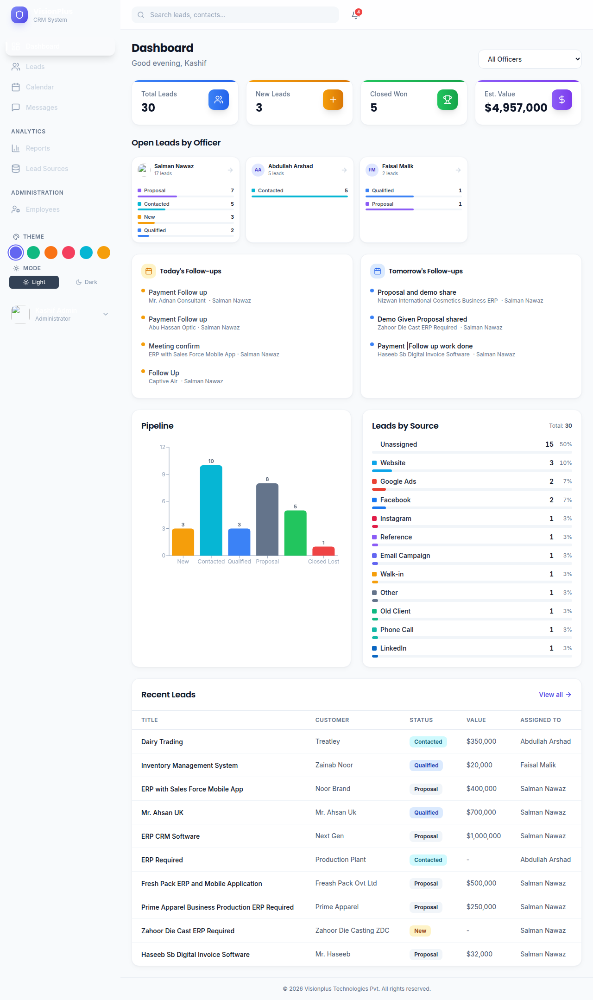 VisionPlus
CRM System
Search leads, contacts...
4
Dashboard
Leads
Calendar
Messages
ANALYTICS
Reports
Lead Sources
ADMINISTRATION
Employees
THEME
MODE
Light
Dark
Kashif Admin
Administrator
Dashboard
Good evening, Kashif
All Officers
Total Leads
30
New Leads
3
Closed Won
5
Est. Value
$4,957,000
Open Leads by Officer
Salman Nawaz
17 leads
Proposal 7
Contacted 5
New 3
Qualified 2
AA
Abdullah Arshad
5 leads
Contacted 5
FM
Faisal Malik
2 leads
Qualified 1
Proposal 1
Today's Follow-ups
Payment Follow up
Mr. Adnan Consultant · Salman Nawaz
Payment Follow up
Abu Hassan Optic · Salman Nawaz
Meeting confirm
ERP with Sales Force Mobile App · Salman Nawaz
Follow Up
Captive Air · Salman Nawaz
Tomorrow's Follow-ups
Proposal and demo share
Nizwan International Cosmetics Business ERP · Salman Nawaz
Demo Given Proposal shared
Zahoor Die Cast ERP Required · Salman Nawaz
Payment |Follow up work done
Haseeb Sb Digital Invoice Software · Salman Nawaz
Pipeline
12
9
6
3
0
3
10
3
8
5
1
New Contacted Qualified Proposal Closed Lost
Leads by Source
Total: 30
Unassigned 15 50%
Website 3 10%
Google Ads 2 7%
Facebook 2 7%
Instagram 1 3%
Reference 1 3%
Email Campaign 1 3%
Walk-in 1 3%
Other 1 3%
Old Client 1 3%
Phone Call 1 3%
LinkedIn 1 3%
Recent Leads
View all
TITLE CUSTOMER STATUS VALUE ASSIGNED TO
Dairy Trading Treatley Contacted $350,000 Abdullah Arshad
Inventory Management System Zainab Noor Qualified $20,000 Faisal Malik
ERP with Sales Force Mobile App Noor Brand Proposal $400,000 Salman Nawaz
Mr. Ahsan UK Mr. Ahsan Uk Qualified $700,000 Salman Nawaz
ERP CRM Software Next Gen Proposal $1,000,000 Salman Nawaz
ERP Required Production Plant Contacted - Abdullah Arshad
Fresh Pack ERP and Mobile Application Freash Pack Ovt Ltd Proposal $500,000 Salman Nawaz
Prime Apparel Business Production ERP Required Prime Apparel Proposal $250,000 Salman Nawaz
Zahoor Die Cast ERP Required Zahoor Die Casting ZDC New - Salman Nawaz
Haseeb Sb Digital Invoice Software Mr. Haseeb Proposal $32,000 Salman Nawaz
© 2026 Visionplus Technologies Pvt. All rights reserved.